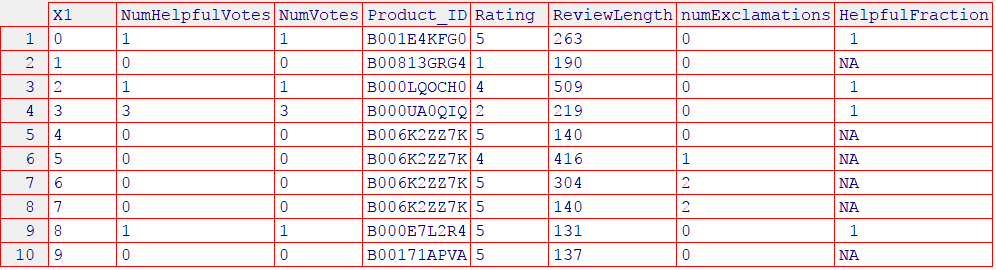 X1 NumHelpfulVotes NumVotes Product_ID Rating ReviewLength numExclamations HelpfulFraction
1 0 1 1 B001E4KFG0 5 263 0 1
2 1 0 0 B00813GRG4 1 190 0 NA
3 2 1 1 B000LQOCH0 4 509 0 1
4 3 3 3 B000UA0QIQ 2 219 0 1
5 4 0 0 B006K2ZZ7K 5 140 0 NA
6 5 0 0 B006K2ZZ7K 4 416 1 NA
7 6 0 0 B006K2ZZ7K 5 304 2 NA
8 7 0 0 B006K2ZZ7K 5 140 2 NA
9 8 1 1 B000E7L2R4 5 131 0 1
10 9 0 0 B00171APVA 5 137 0 NA